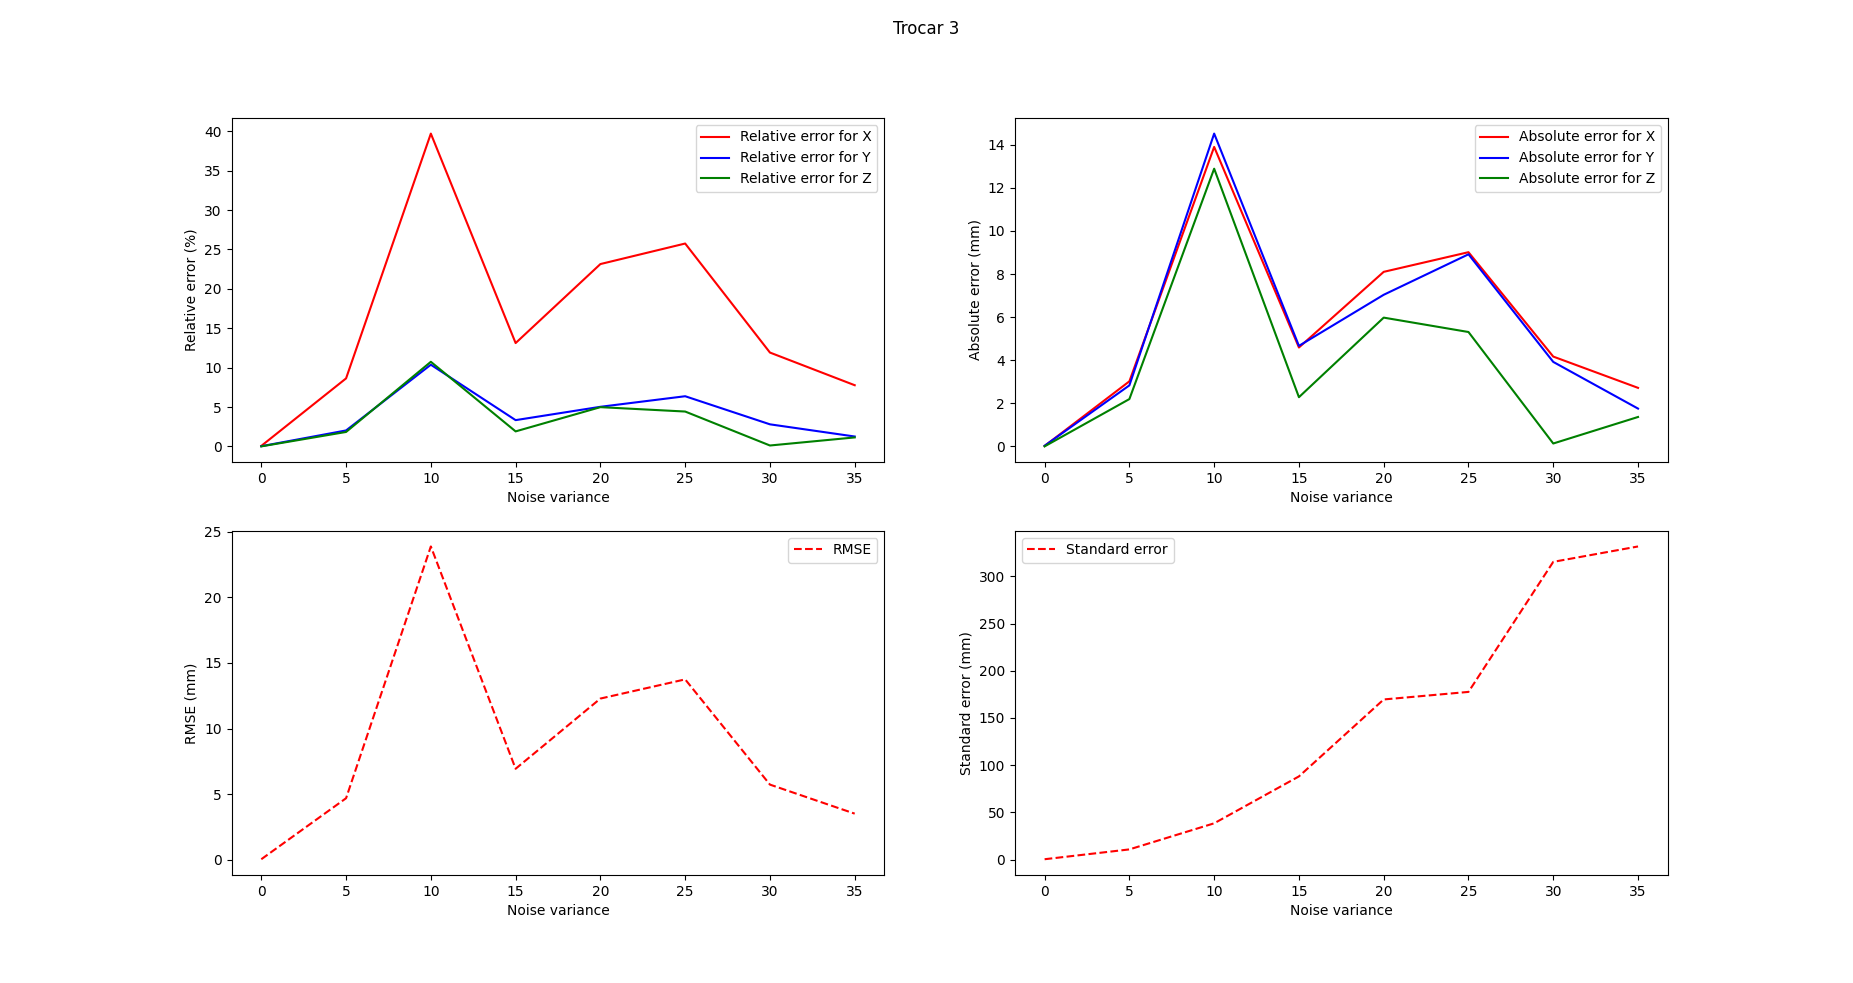 Trocar 3
Relative error (%)
40
35
30
25
20
15
10
5
0
Relative error for X
Relative error for Y
Relative error for Z
0 5 10 15 20 25 30 35
Noise variance
Absolute error (mm)
14
12
10
8
6
4
2
0
Absolute error for X
Absolute error for Y
Absolute error for Z
0 5 10 15 20 25 30 35
Noise variance
RMSE (mm)
25
20
15
10
5
0
RMSE
0 5 10 15 20 25 30 35
Noise variance
Standard error (mm)
300
250
200
150
100
50
0
Standard error
0 5 10 15 20 25 30 35
Noise variance